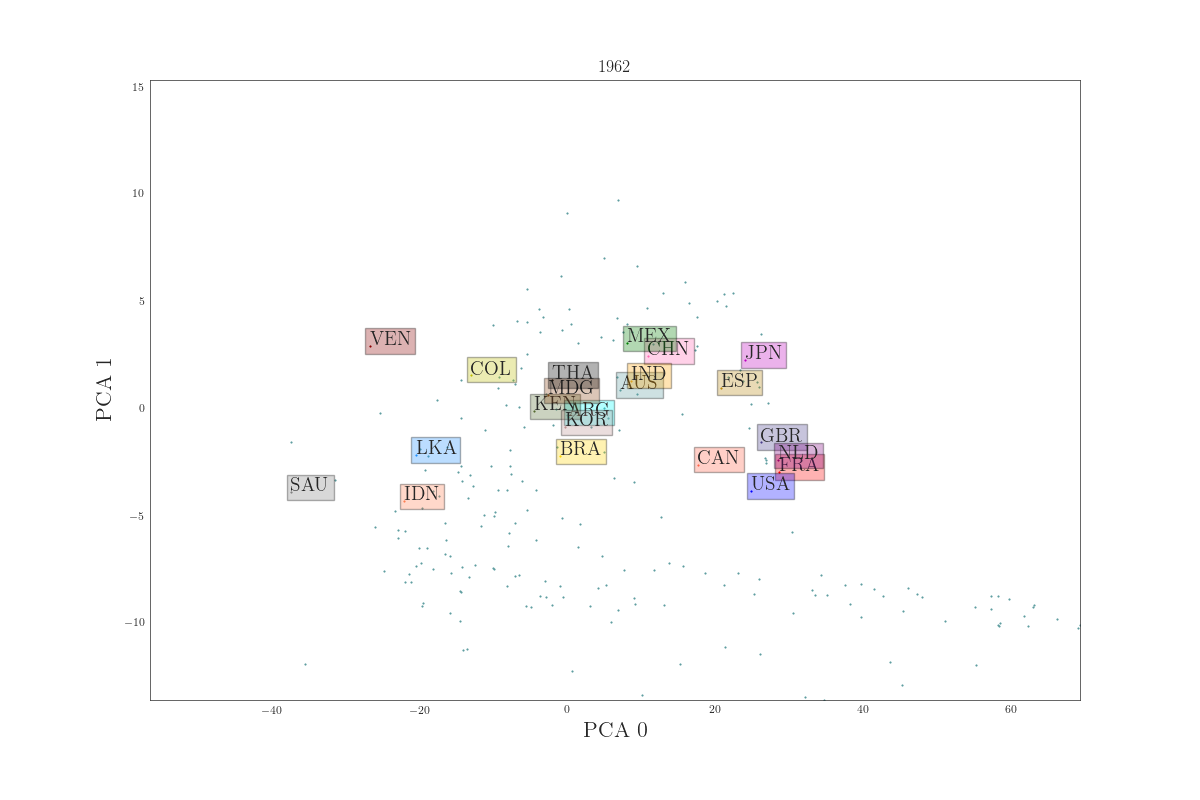 1962
15
10
5
0
−5
−10
PCA 1
VEN
MEX
CHN
JPN
COL
THA
IND
ESP
MDG
AUS
KEN
ARG
KOR
GBR
LKA
BRA
NLD
CAN
FRA
SAU
USA
IDN
−40
−20
0
20
40
60
PCA 0